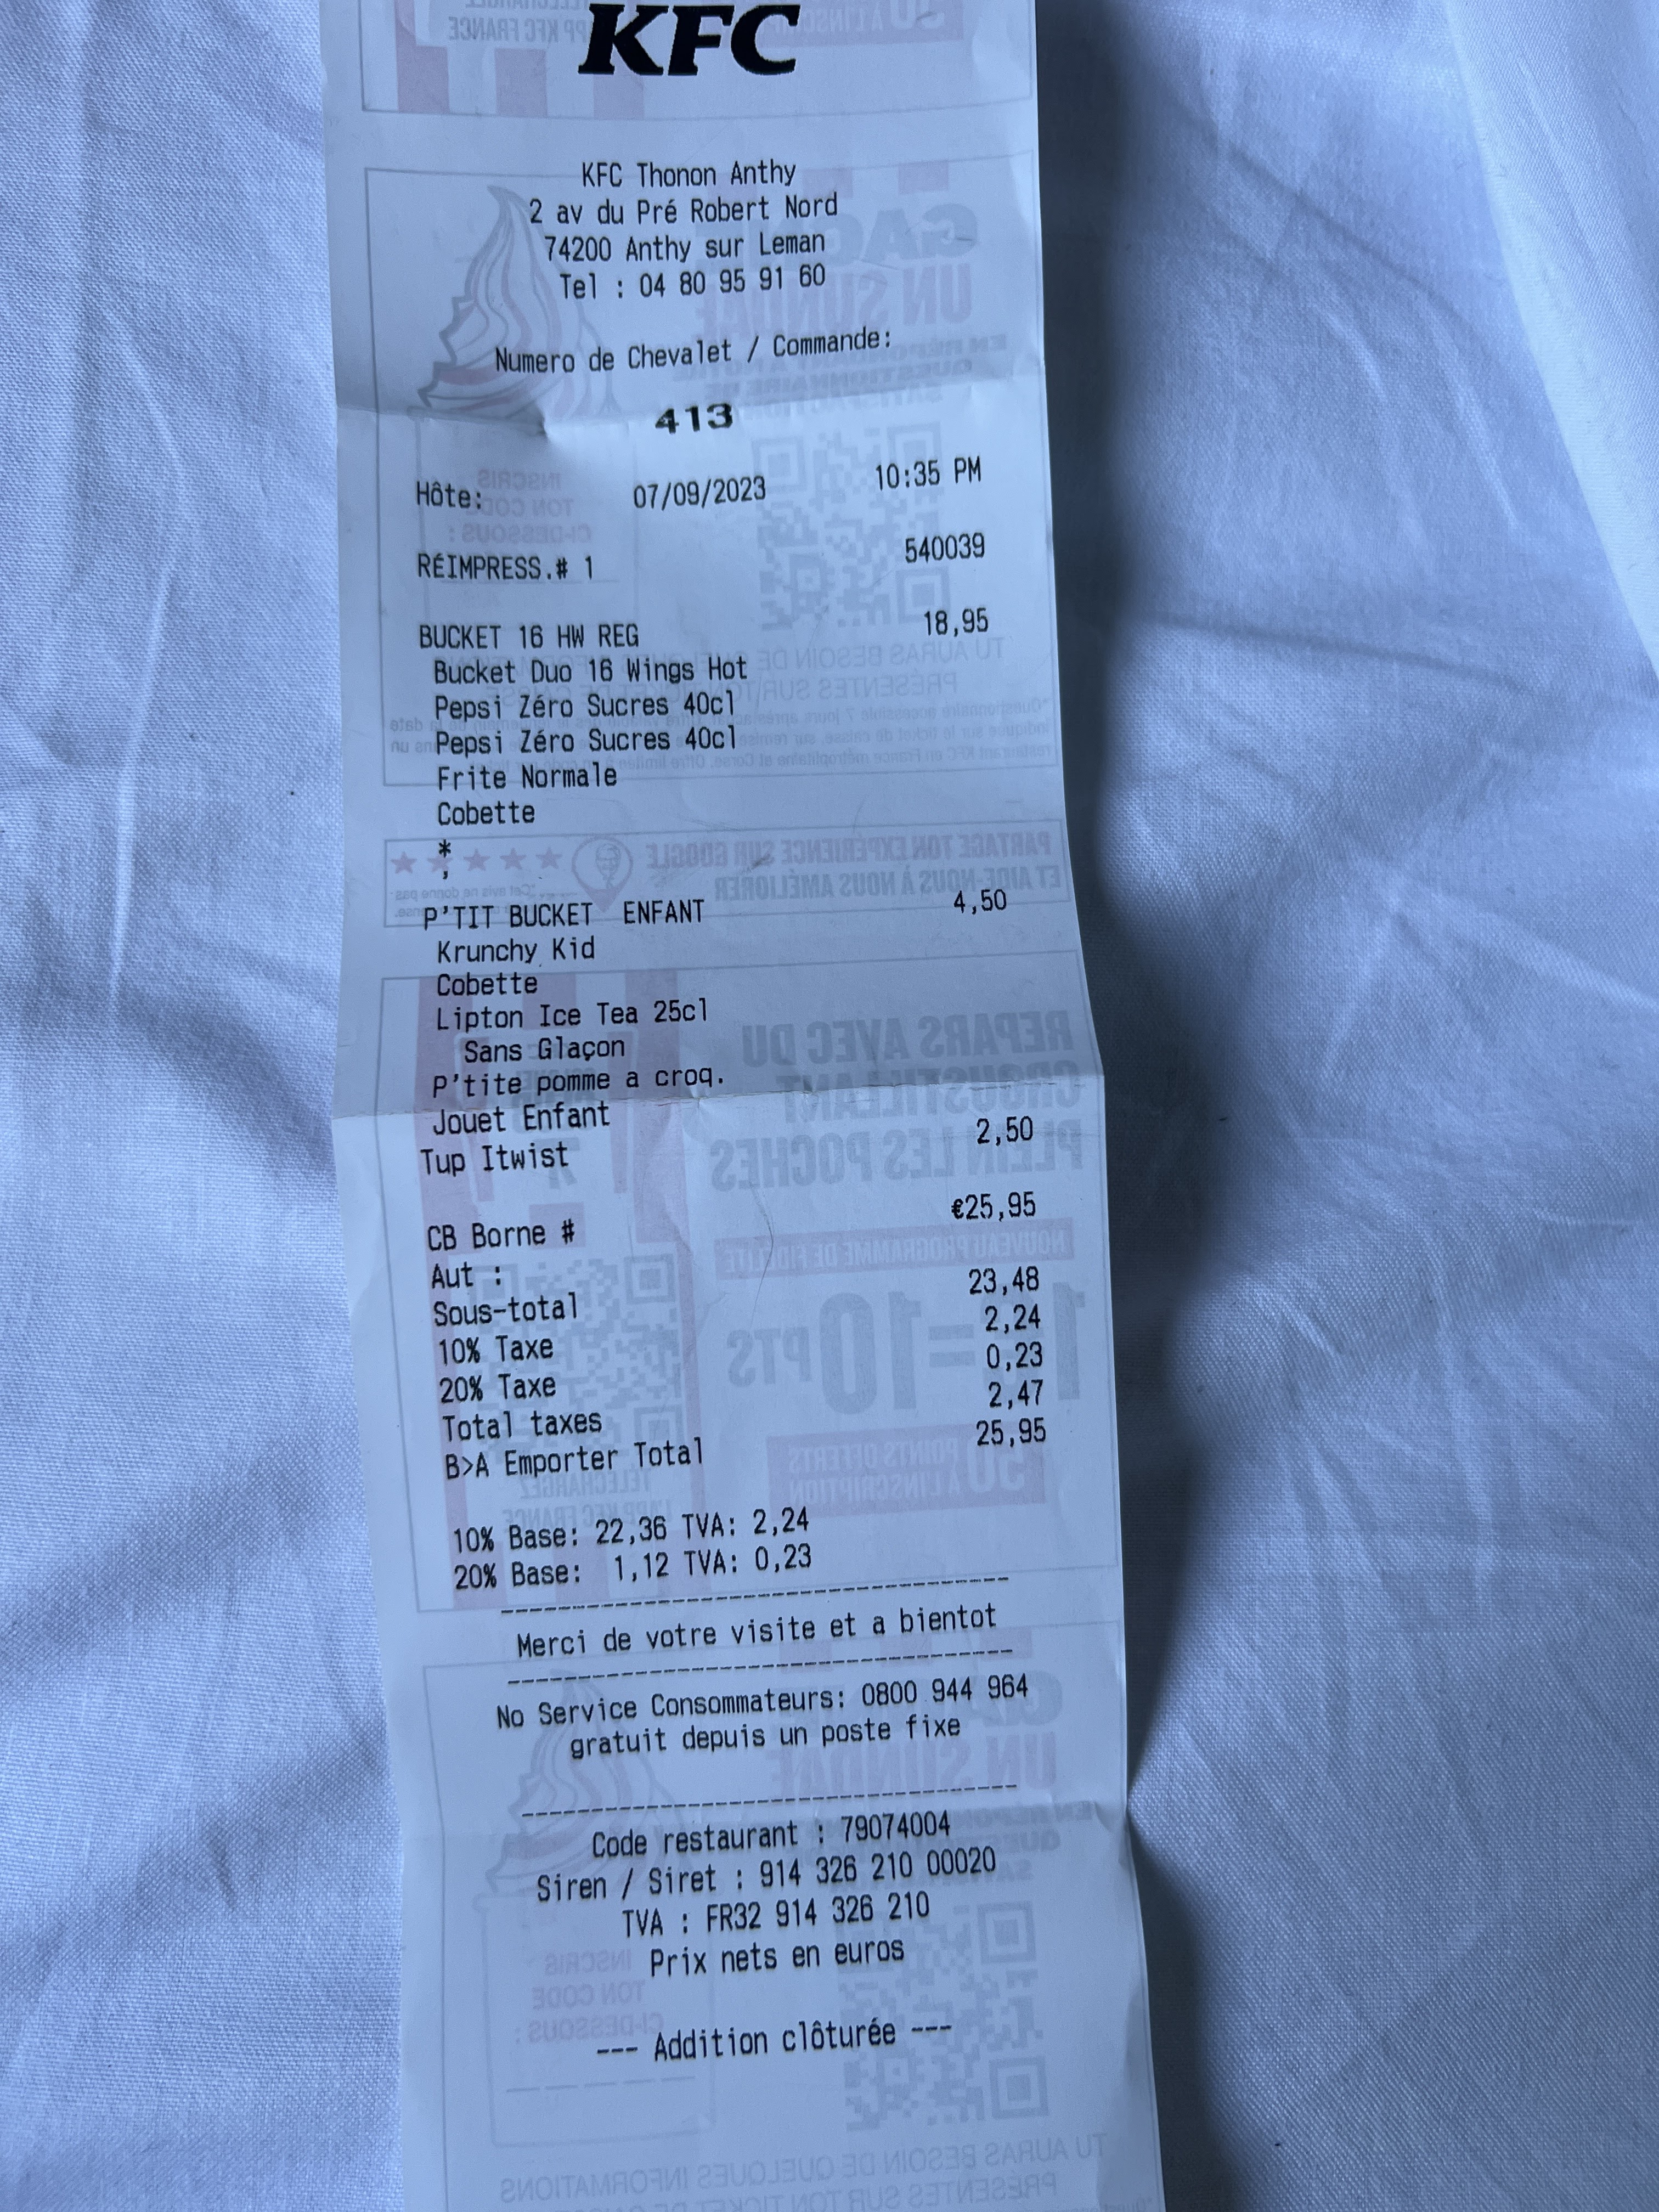 KFC
KFC Thonon Anthy
2 av du Pré Robert Nord
74200 Anthy sur Leman
Tel : 04 80 95 91 60
Numero de Chevalet / Commande:
413
Hôte: 07/09/2023 10:35 PM
RÉIMPRESS.# 1 540039
BUCKET 16 HW REG 18,95
Bucket Duo 16 Wings Hot
Pepsi Zéro Sucres 40cl
Pepsi Zéro Sucres 40cl
Frite Normale
Cobette
*
,
P'TIT BUCKET ENFANT 4,50
Krunchy Kid
Cobette
Lipton Ice Tea 25cl
Sans Glaçon
P'tite pomme a croq.
Jouet Enfant
Tup Itwist 2,50
CB Borne # €25,95
Aut :
Sous-total 23,48
10% Taxe 2,24
20% Taxe 0,23
Total taxes 2,47
B>A Emporter Total 25,95
10% Base: 22,36 TVA: 2,24
20% Base: 1,12 TVA: 0,23
Merci de votre visite et a bientot
No Service Consommateurs: 0800 944 964
gratuit depuis un poste fixe
Code restaurant : 79074004
Siren / Siret : 914 326 210 00020
TVA : FR32 914 326 210
Prix nets en euros
--- Addition clôturée ---